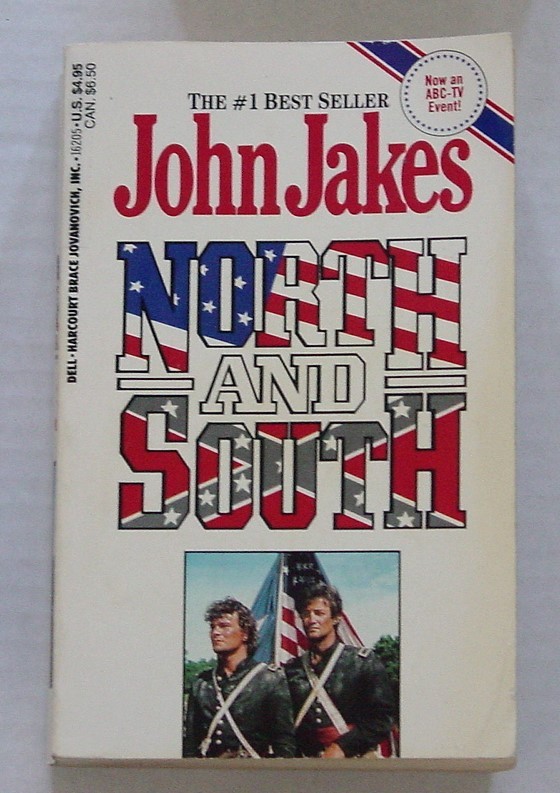 DELL • HARCOURT BRACE JOVANOVICH, INC. • 16205 • U.S. $4.95
CAN. $6.50
Now an
ABC-TV
Event!
THE #1 BEST SELLER
John Jakes
NORTH
AND
SOUTH